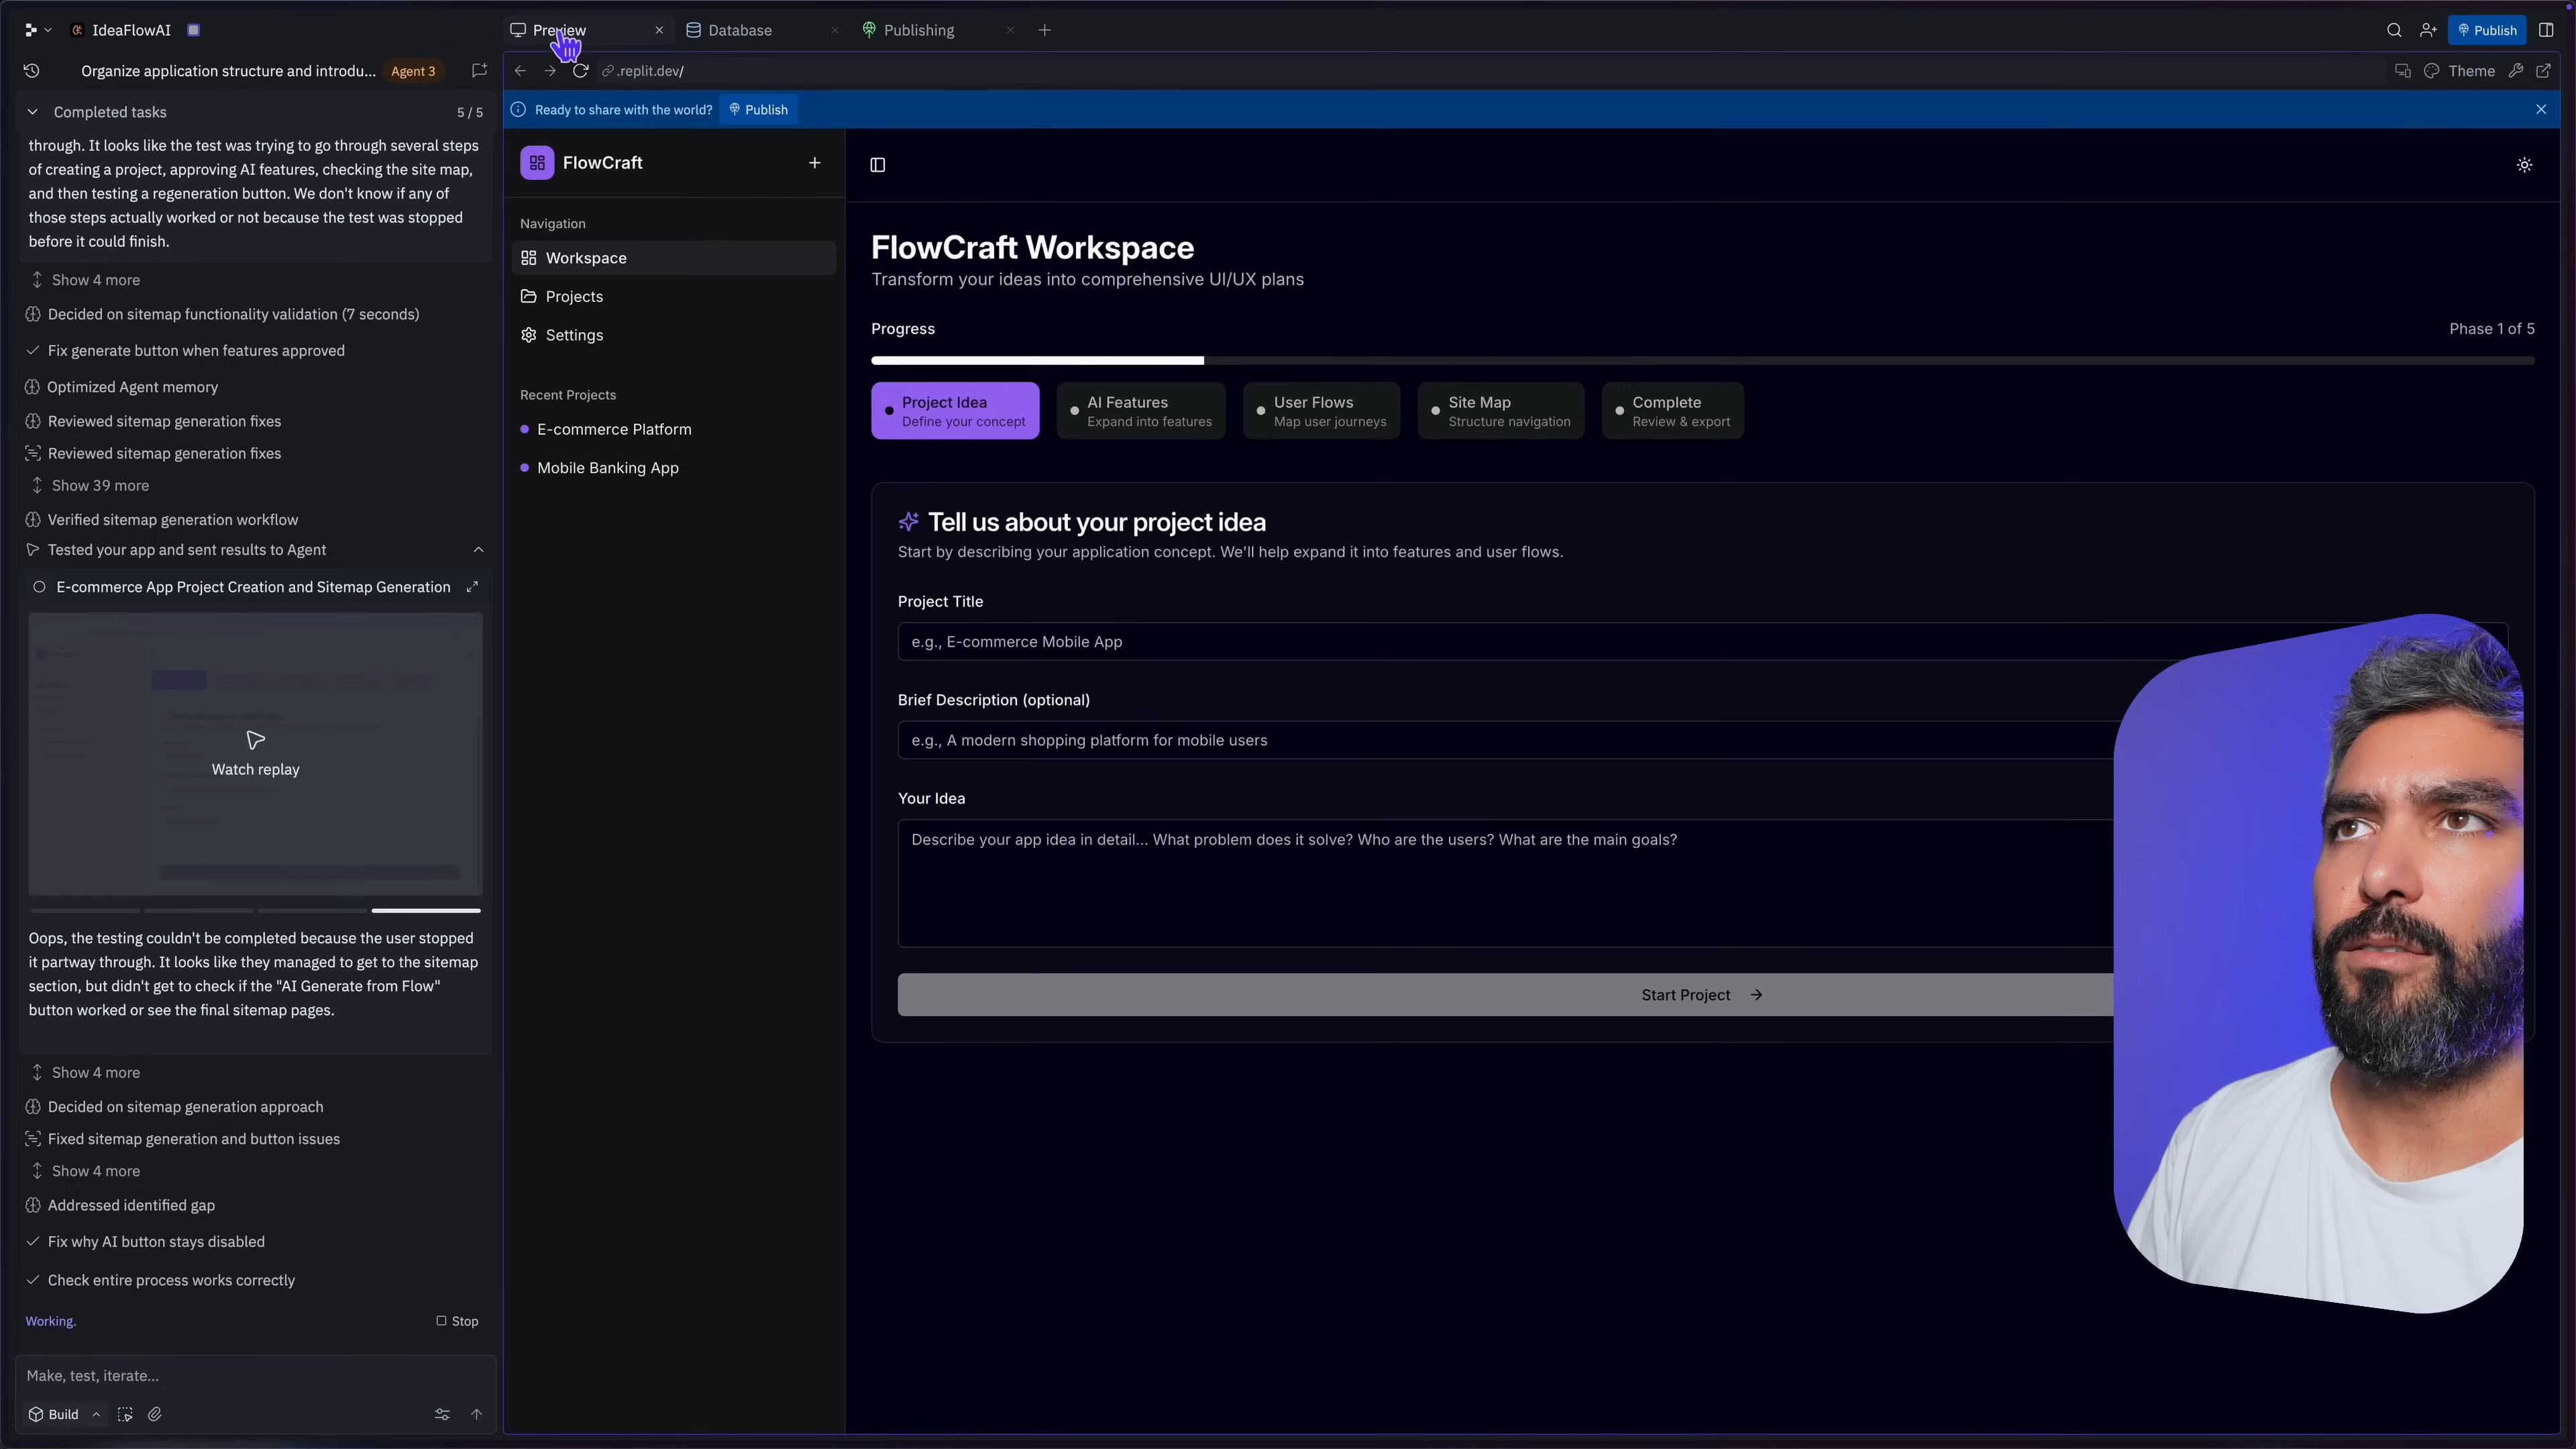 IdeaFlowAI
Preview
Database
Publishing
Publish
Organize application structure and introdu...
Agent 3
.replit.dev/
Theme
Completed tasks
5 / 5
through. It looks like the test was trying to go through several steps
of creating a project, approving AI features, checking the site map,
and then testing a regeneration button. We don't know if any of
those steps actually worked or not because the test was stopped
before it could finish.
Show 4 more
Decided on sitemap functionality validation (7 seconds)
Fix generate button when features approved
Optimized Agent memory
Reviewed sitemap generation fixes
Reviewed sitemap generation fixes
Show 39 more
Verified sitemap generation workflow
Tested your app and sent results to Agent
E-commerce App Project Creation and Sitemap Generation
Watch replay
Oops, the testing couldn't be completed because the user stopped
it partway through. It looks like they managed to get to the sitemap
section, but didn't get to check if the "AI Generate from Flow"
button worked or see the final sitemap pages.
Show 4 more
Decided on sitemap generation approach
Fixed sitemap generation and button issues
Show 4 more
Addressed identified gap
Fix why AI button stays disabled
Check entire process works correctly
Working.
Stop
Make, test, iterate...
Build
Ready to share with the world?
Publish
FlowCraft
Navigation
Workspace
Projects
Settings
Recent Projects
E-commerce Platform
Mobile Banking App
FlowCraft Workspace
Transform your ideas into comprehensive UI/UX plans
Progress
Phase 1 of 5
Project Idea
Define your concept
AI Features
Expand into features
User Flows
Map user journeys
Site Map
Structure navigation
Complete
Review & export
Tell us about your project idea
Start by describing your application concept. We'll help expand it into features and user flows.
Project Title
e.g., E-commerce Mobile App
Brief Description (optional)
e.g., A modern shopping platform for mobile users
Your Idea
Describe your app idea in detail... What problem does it solve? Who are the users? What are the main goals?
Start Project